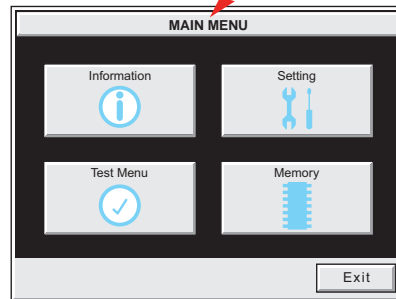 MAIN MENU
Information
Setting
Test Menu
Memory
Exit